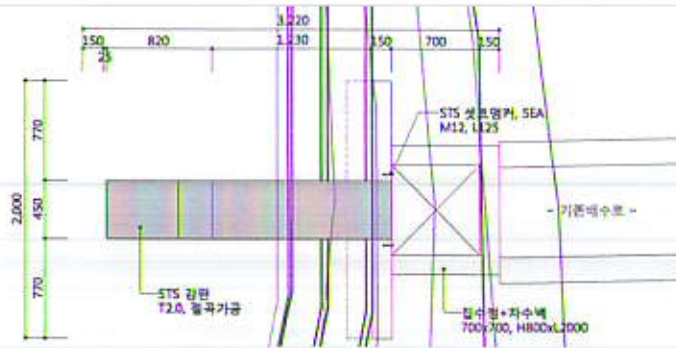 3,220
150 820 1,230 150 700 150
25
STS 셋트앵커, SEA
M12, L125
770
2,000
450
- 기존배수로 -
770
STS 강판
T2.0, 절곡가공
집수정+차수벽
700x700, H800xL2000